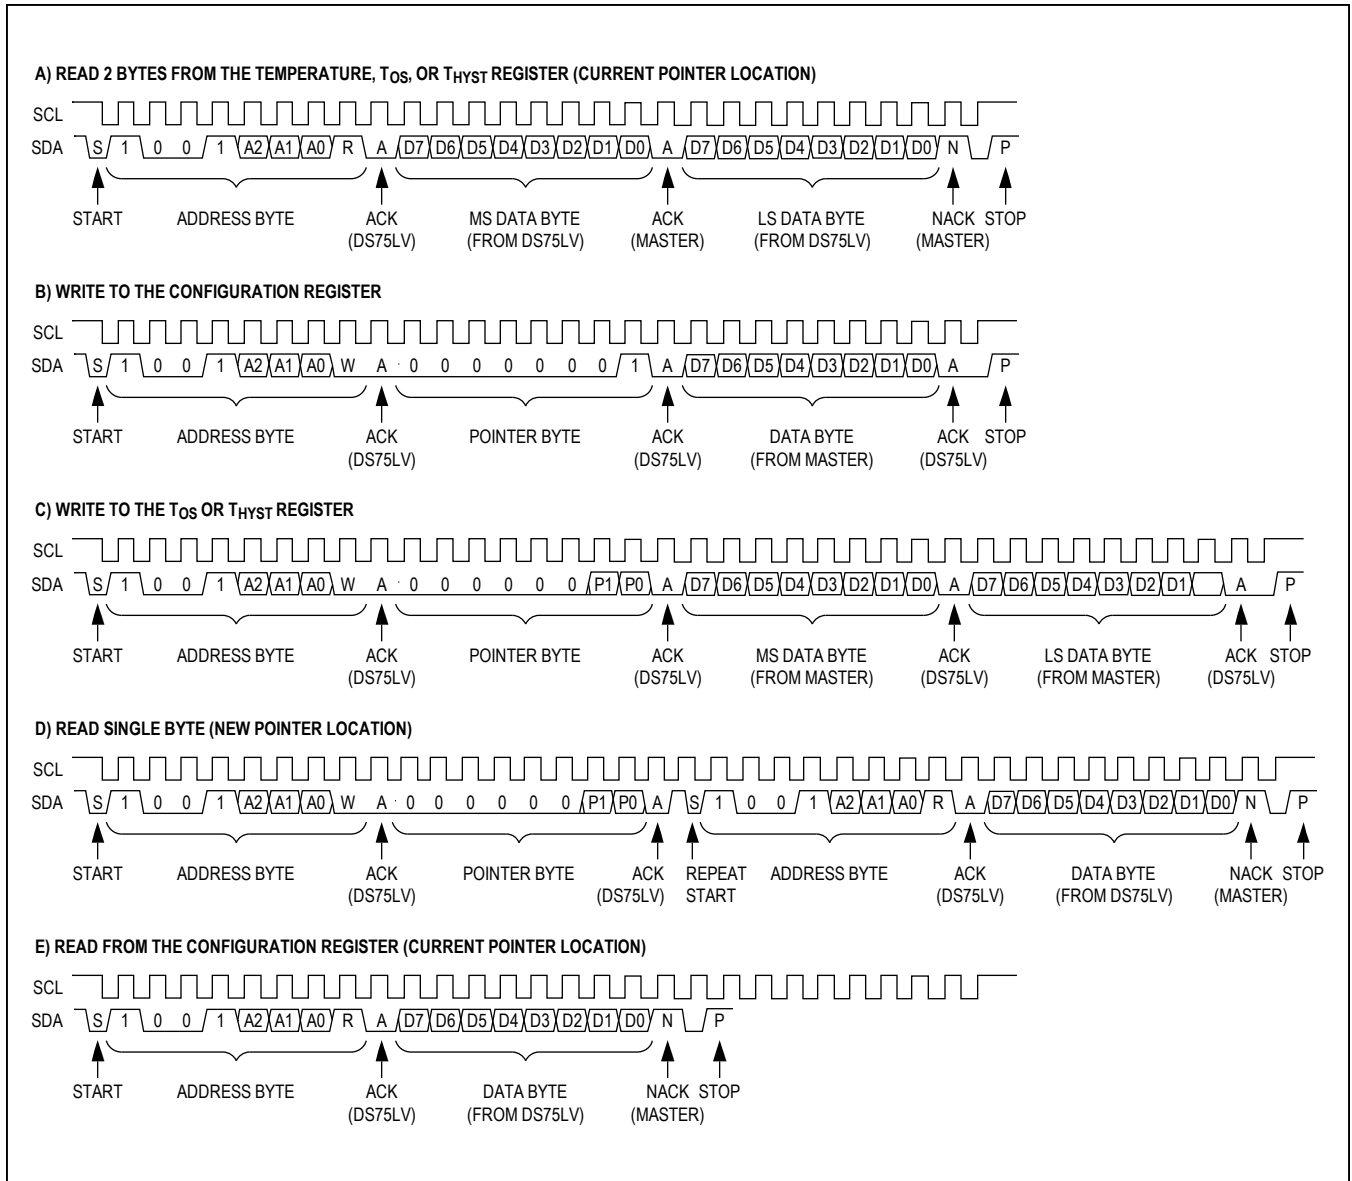 A) READ 2 BYTES FROM THE TEMPERATURE, TOS, OR THYST REGISTER (CURRENT POINTER LOCATION)
SCL
SDA S 1 0 0 1 A2 A1 A0 R A D7 D6 D5 D4 D3 D2 D1 D0 A D7 D6 D5 D4 D3 D2 D1 D0 N P
START ADDRESS BYTE ACK MS DATA BYTE ACK LS DATA BYTE NACK STOP
(DS75LV) (FROM DS75LV) (MASTER) (FROM DS75LV) (MASTER)
B) WRITE TO THE CONFIGURATION REGISTER
SCL
SDA S 1 0 0 1 A2 A1 A0 W A 0 0 0 0 0 0 0 1 A D7 D6 D5 D4 D3 D2 D1 D0 A P
START ADDRESS BYTE ACK POINTER BYTE ACK DATA BYTE ACK STOP
(DS75LV) (DS75LV) (FROM MASTER) (DS75LV)
C) WRITE TO THE TOS OR THYST REGISTER
SCL
SDA S 1 0 0 1 A2 A1 A0 W A 0 0 0 0 0 0 P1 P0 A D7 D6 D5 D4 D3 D2 D1 D0 A D7 D6 D5 D4 D3 D2 D1 A P
START ADDRESS BYTE ACK POINTER BYTE ACK MS DATA BYTE ACK LS DATA BYTE ACK STOP
(DS75LV) (DS75LV) (FROM MASTER) (DS75LV) (FROM MASTER) (DS75LV)
D) READ SINGLE BYTE (NEW POINTER LOCATION)
SCL
SDA S 1 0 0 1 A2 A1 A0 W A 0 0 0 0 0 0 P1 P0 A S 1 0 0 1 A2 A1 A0 R A D7 D6 D5 D4 D3 D2 D1 D0 N P
START ADDRESS BYTE ACK POINTER BYTE ACK REPEAT ADDRESS BYTE ACK DATA BYTE NACK STOP
(DS75LV) (DS75LV) START (DS75LV) (FROM DS75LV) (MASTER)
E) READ FROM THE CONFIGURATION REGISTER (CURRENT POINTER LOCATION)
SCL
SDA S 1 0 0 1 A2 A1 A0 R A D7 D6 D5 D4 D3 D2 D1 D0 N P
START ADDRESS BYTE ACK DATA BYTE NACK STOP
(DS75LV) (FROM DS75LV) (MASTER)